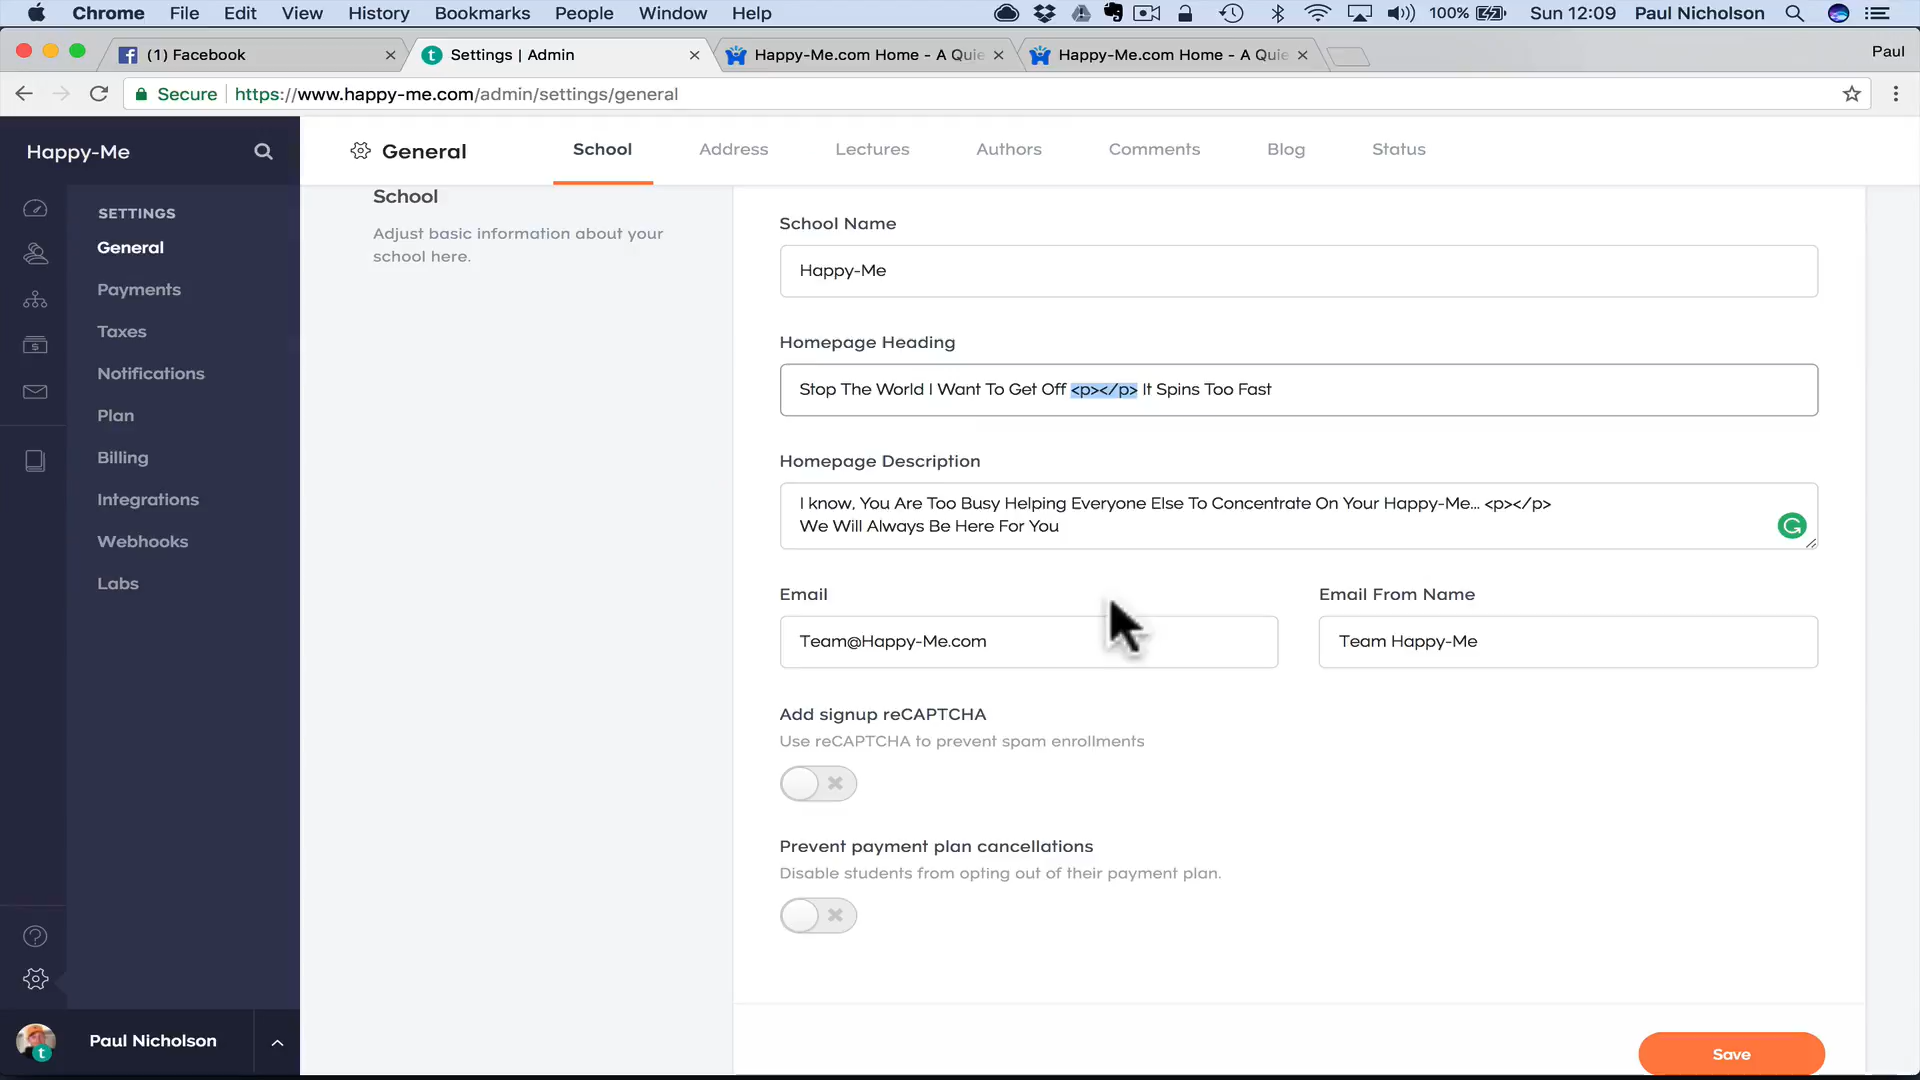 Chrome File Edit View History Bookmarks People Window Help 100% Sun 12:09 Paul Nicholson
(1) Facebook
Settings | Admin
Happy-Me.com Home - A Quie
Happy-Me.com Home - A Quie
Paul
Secure https://www.happy-me.com/admin/settings/general
Happy-Me
General
School
Address
Lectures
Authors
Comments
Blog
Status
SETTINGS
General
Payments
Taxes
Notifications
Plan
Billing
Integrations
Webhooks
Labs
Paul Nicholson
School
Adjust basic information about your
school here.
School Name
Happy-Me
Homepage Heading
Stop The World I Want To Get Off <p></p> It Spins Too Fast
Homepage Description
I know, You Are Too Busy Helping Everyone Else To Concentrate On Your Happy-Me... <p></p>
We Will Always Be Here For You
Email
Team@Happy-Me.com
Email From Name
Team Happy-Me
Add signup reCAPTCHA
Use reCAPTCHA to prevent spam enrollments
Prevent payment plan cancellations
Disable students from opting out of their payment plan.
Save